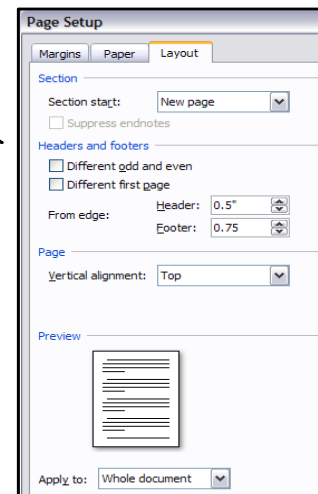 Page Setup
Margins Paper Layout
Section
Section start: New page
Suppress endnotes
Headers and footers
Different odd and even
Different first page
Header: 0.5"
From edge:
Footer: 0.75
Page
Vertical alignment: Top
Preview
Apply to: Whole document